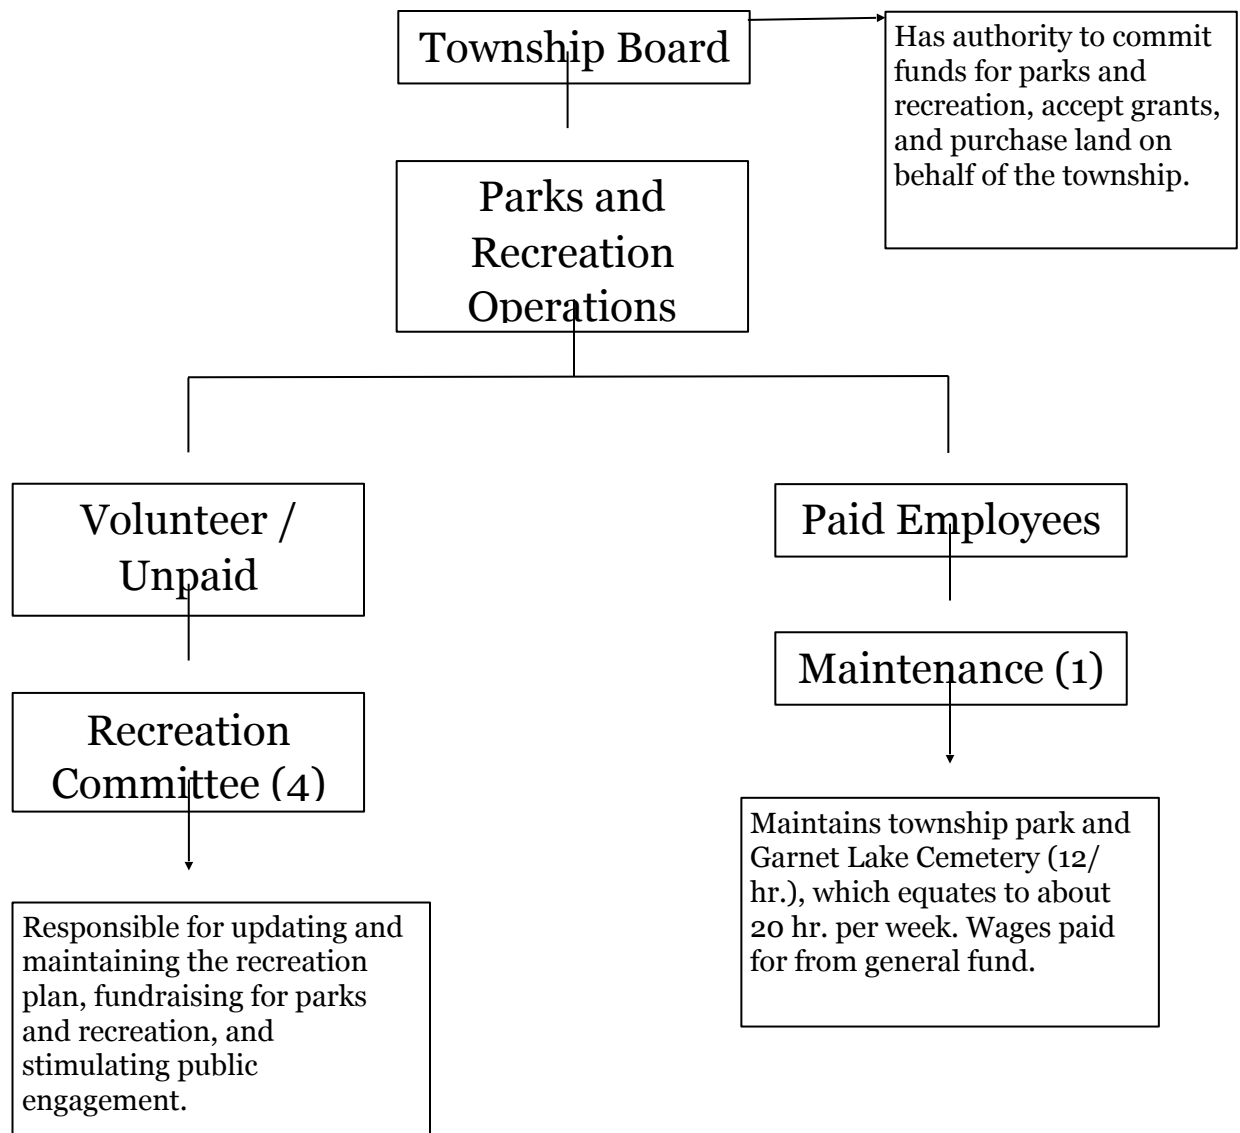 Township Board
Has authority to commit
funds for parks and
recreation, accept grants,
and purchase land on
behalf of the township.
Parks and
Recreation
Operations
Volunteer /
Unpaid
Paid Employees
Recreation
Committee (4)
Maintenance (1)
Responsible for updating and
maintaining the recreation
plan, fundraising for parks
and recreation, and
stimulating public
engagement.
Maintains township park and
Garnet Lake Cemetery (12/
hr.), which equates to about
20 hr. per week. Wages paid
for from general fund.